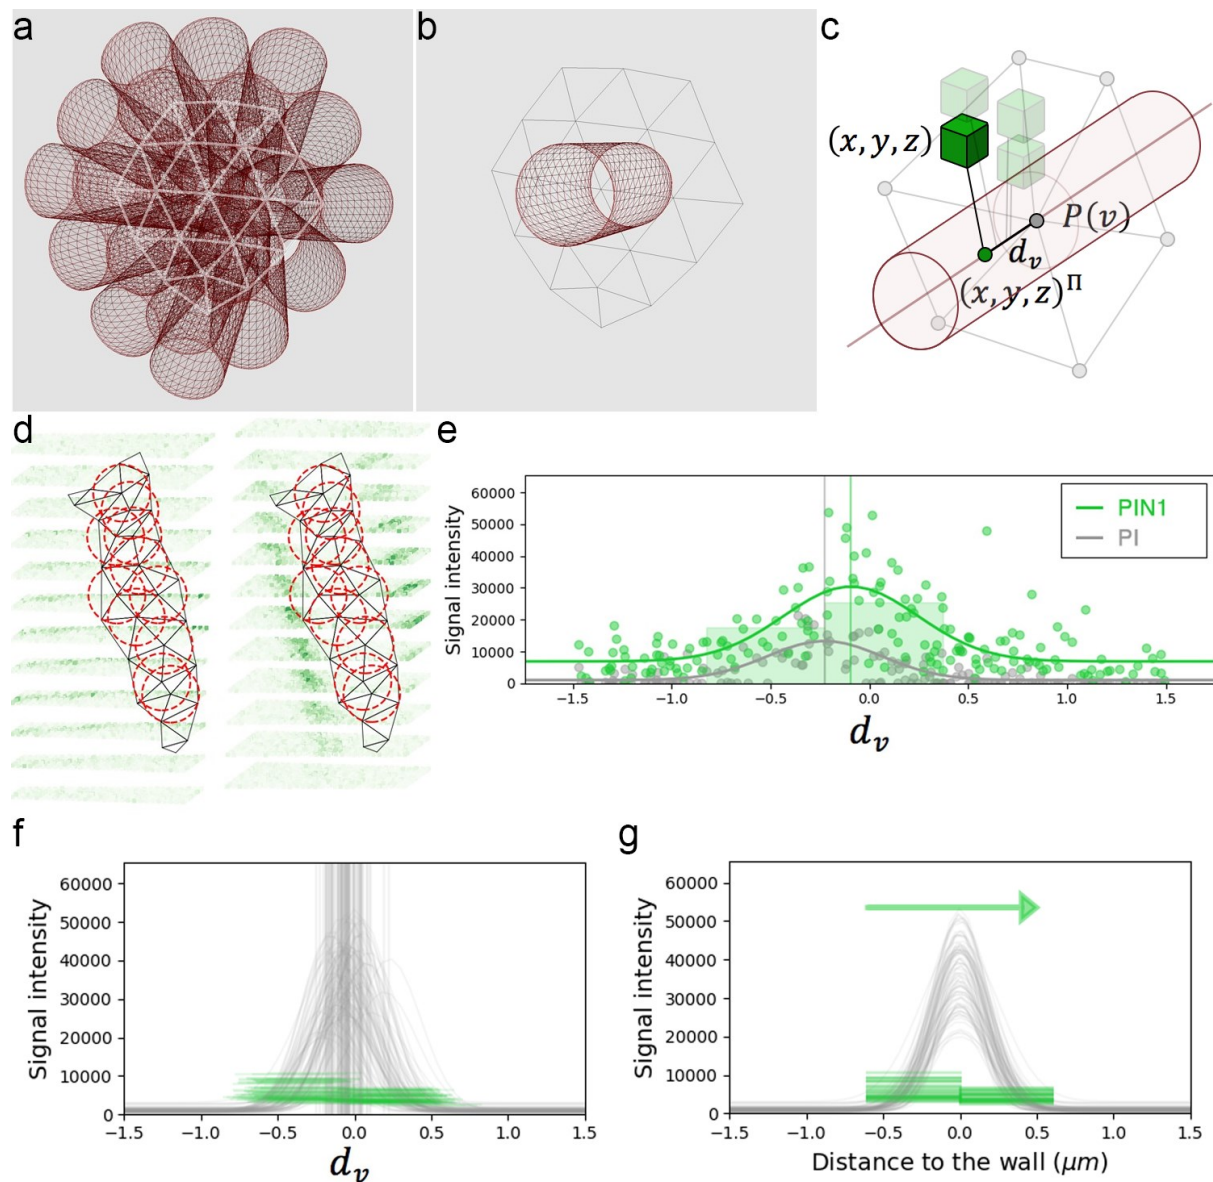 a
b
c
(x, y, z)
P(v)
d_v
(x, y, z)^Π
d
e
Signal intensity
60000
50000
40000
30000
20000
10000
0
PIN1
PI
−1.5 −1.0 −0.5 0.0 0.5 1.0 1.5
d_v
f
Signal intensity
60000
50000
40000
30000
20000
10000
0
−1.5 −1.0 −0.5 0.0 0.5 1.0 1.5
d_v
g
Signal intensity
60000
50000
40000
30000
20000
10000
0
−1.5 −1.0 −0.5 0.0 0.5 1.0 1.5
Distance to the wall (μm)